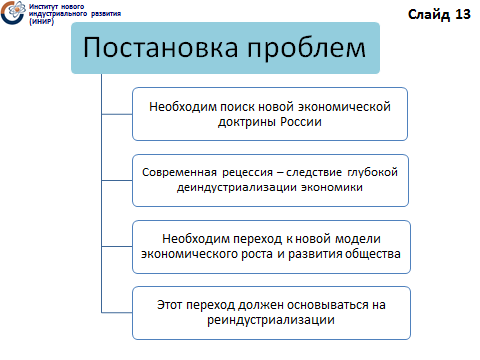 Институт нового
индустриального развития
(ИНИР)
Слайд 13
Постановка проблем
Необходим поиск новой экономической
доктрины России
Современная рецессия – следствие глубокой
деиндустриализации экономики
Необходим переход к новой модели
экономического роста и развития общества
Этот переход должен основываться на
реиндустриализации